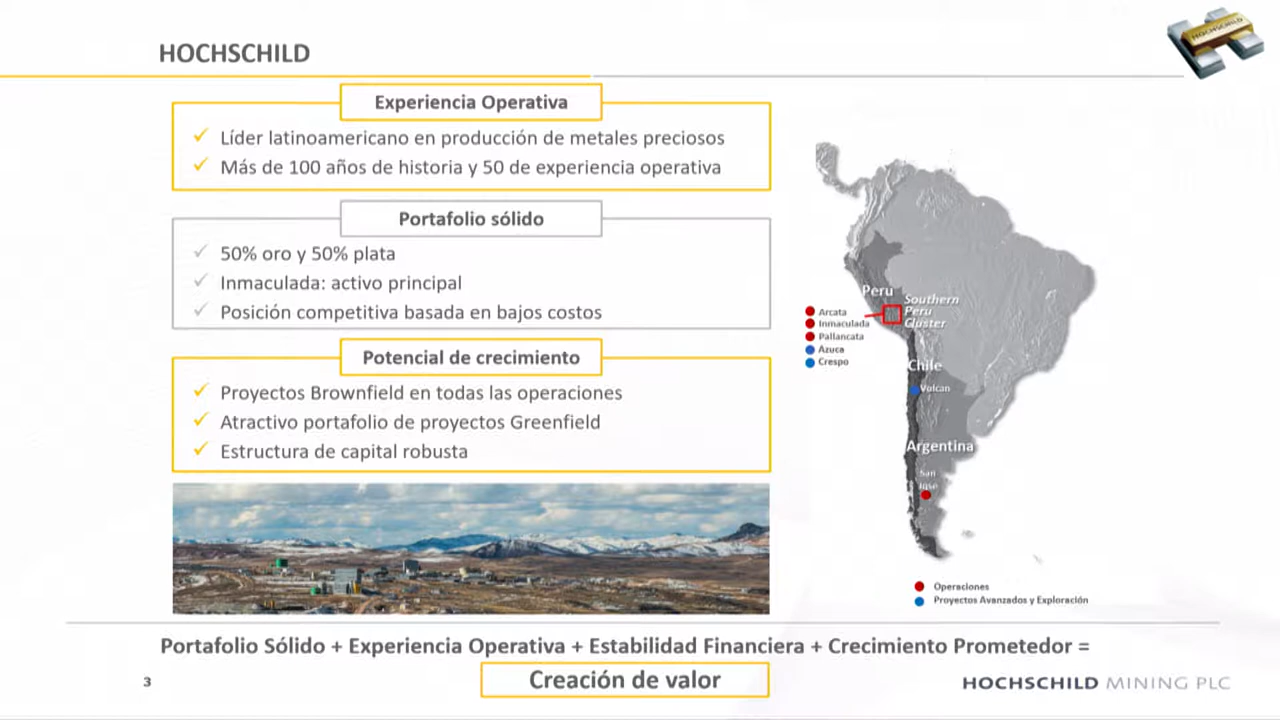 HOCHSCHILD
HOCHSCHILD
Experiencia Operativa
Líder latinoamericano en producción de metales preciosos
Más de 100 años de historia y 50 de experiencia operativa
Portafolio sólido
50% oro y 50% plata
Inmaculada: activo principal
Posición competitiva basada en bajos costos
Potencial de crecimiento
Proyectos Brownfield en todas las operaciones
Atractivo portafolio de proyectos Greenfield
Estructura de capital robusta
Peru
Southern
Peru
Cluster
Arcata
Inmaculada
Pallancata
Azuca
Crespo
Chile
Volcan
Argentina
San
Jose
Operaciones
Proyectos Avanzados y Exploración
Portafolio Sólido + Experiencia Operativa + Estabilidad Financiera + Crecimiento Prometedor =
Creación de valor
3
HOCHSCHILD MINING PLC